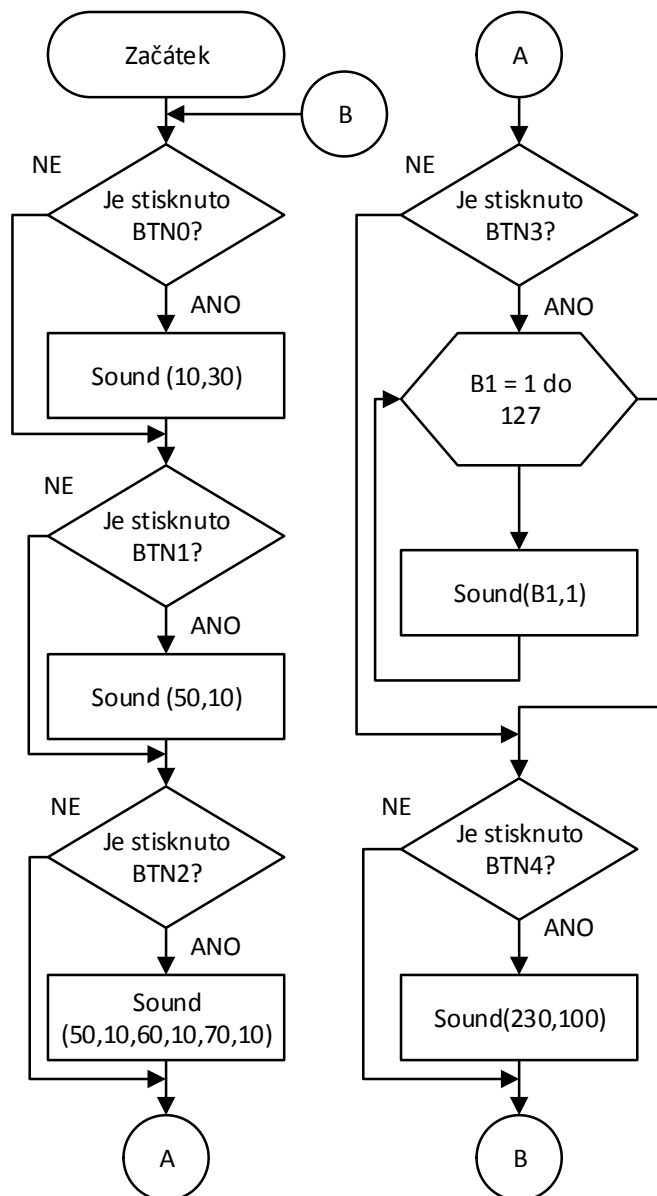 Začátek
B
NE
Je stisknuto
BTN0?
ANO
Sound (10,30)
NE
Je stisknuto
BTN1?
ANO
Sound (50,10)
NE
Je stisknuto
BTN2?
ANO
Sound
(50,10,60,10,70,10)
A
A
NE
Je stisknuto
BTN3?
ANO
B1 = 1 do
127
Sound(B1,1)
NE
Je stisknuto
BTN4?
ANO
Sound(230,100)
B